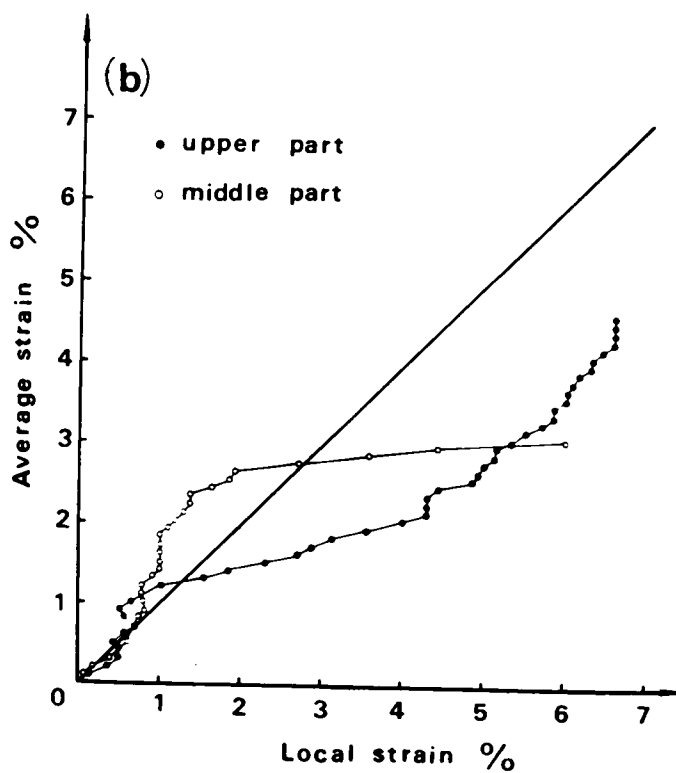 (b)
7
• upper part
6
○ middle part
5
4
3
2
1
0
1 2 3 4 5 6 7
Average strain %
Local strain %